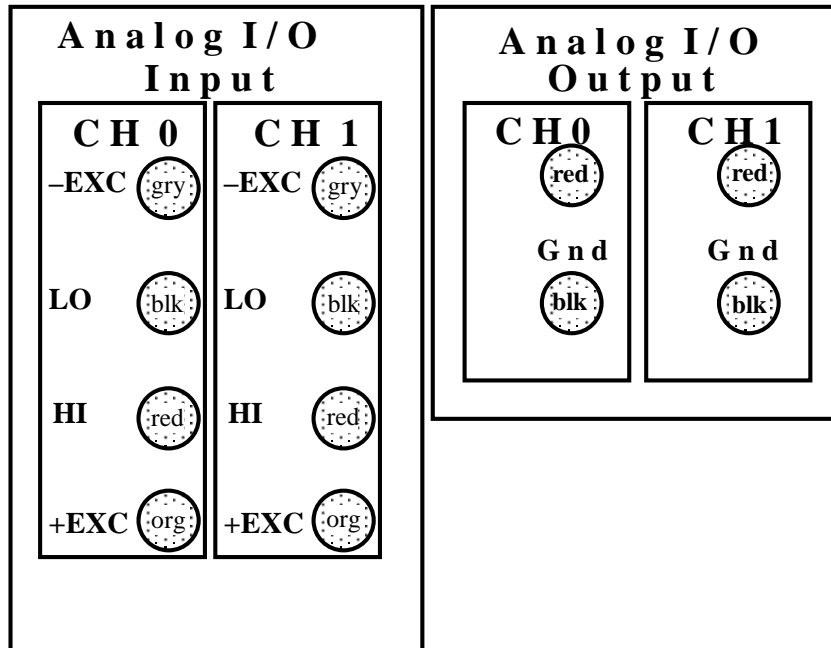 Analog I/O
Input
CH 0
–EXC gry
LO blk
HI red
+EXC org
CH 1
–EXC gry
LO blk
HI red
+EXC org
Analog I/O
Output
CH0
red
Gnd
blk
CH1
red
Gnd
blk